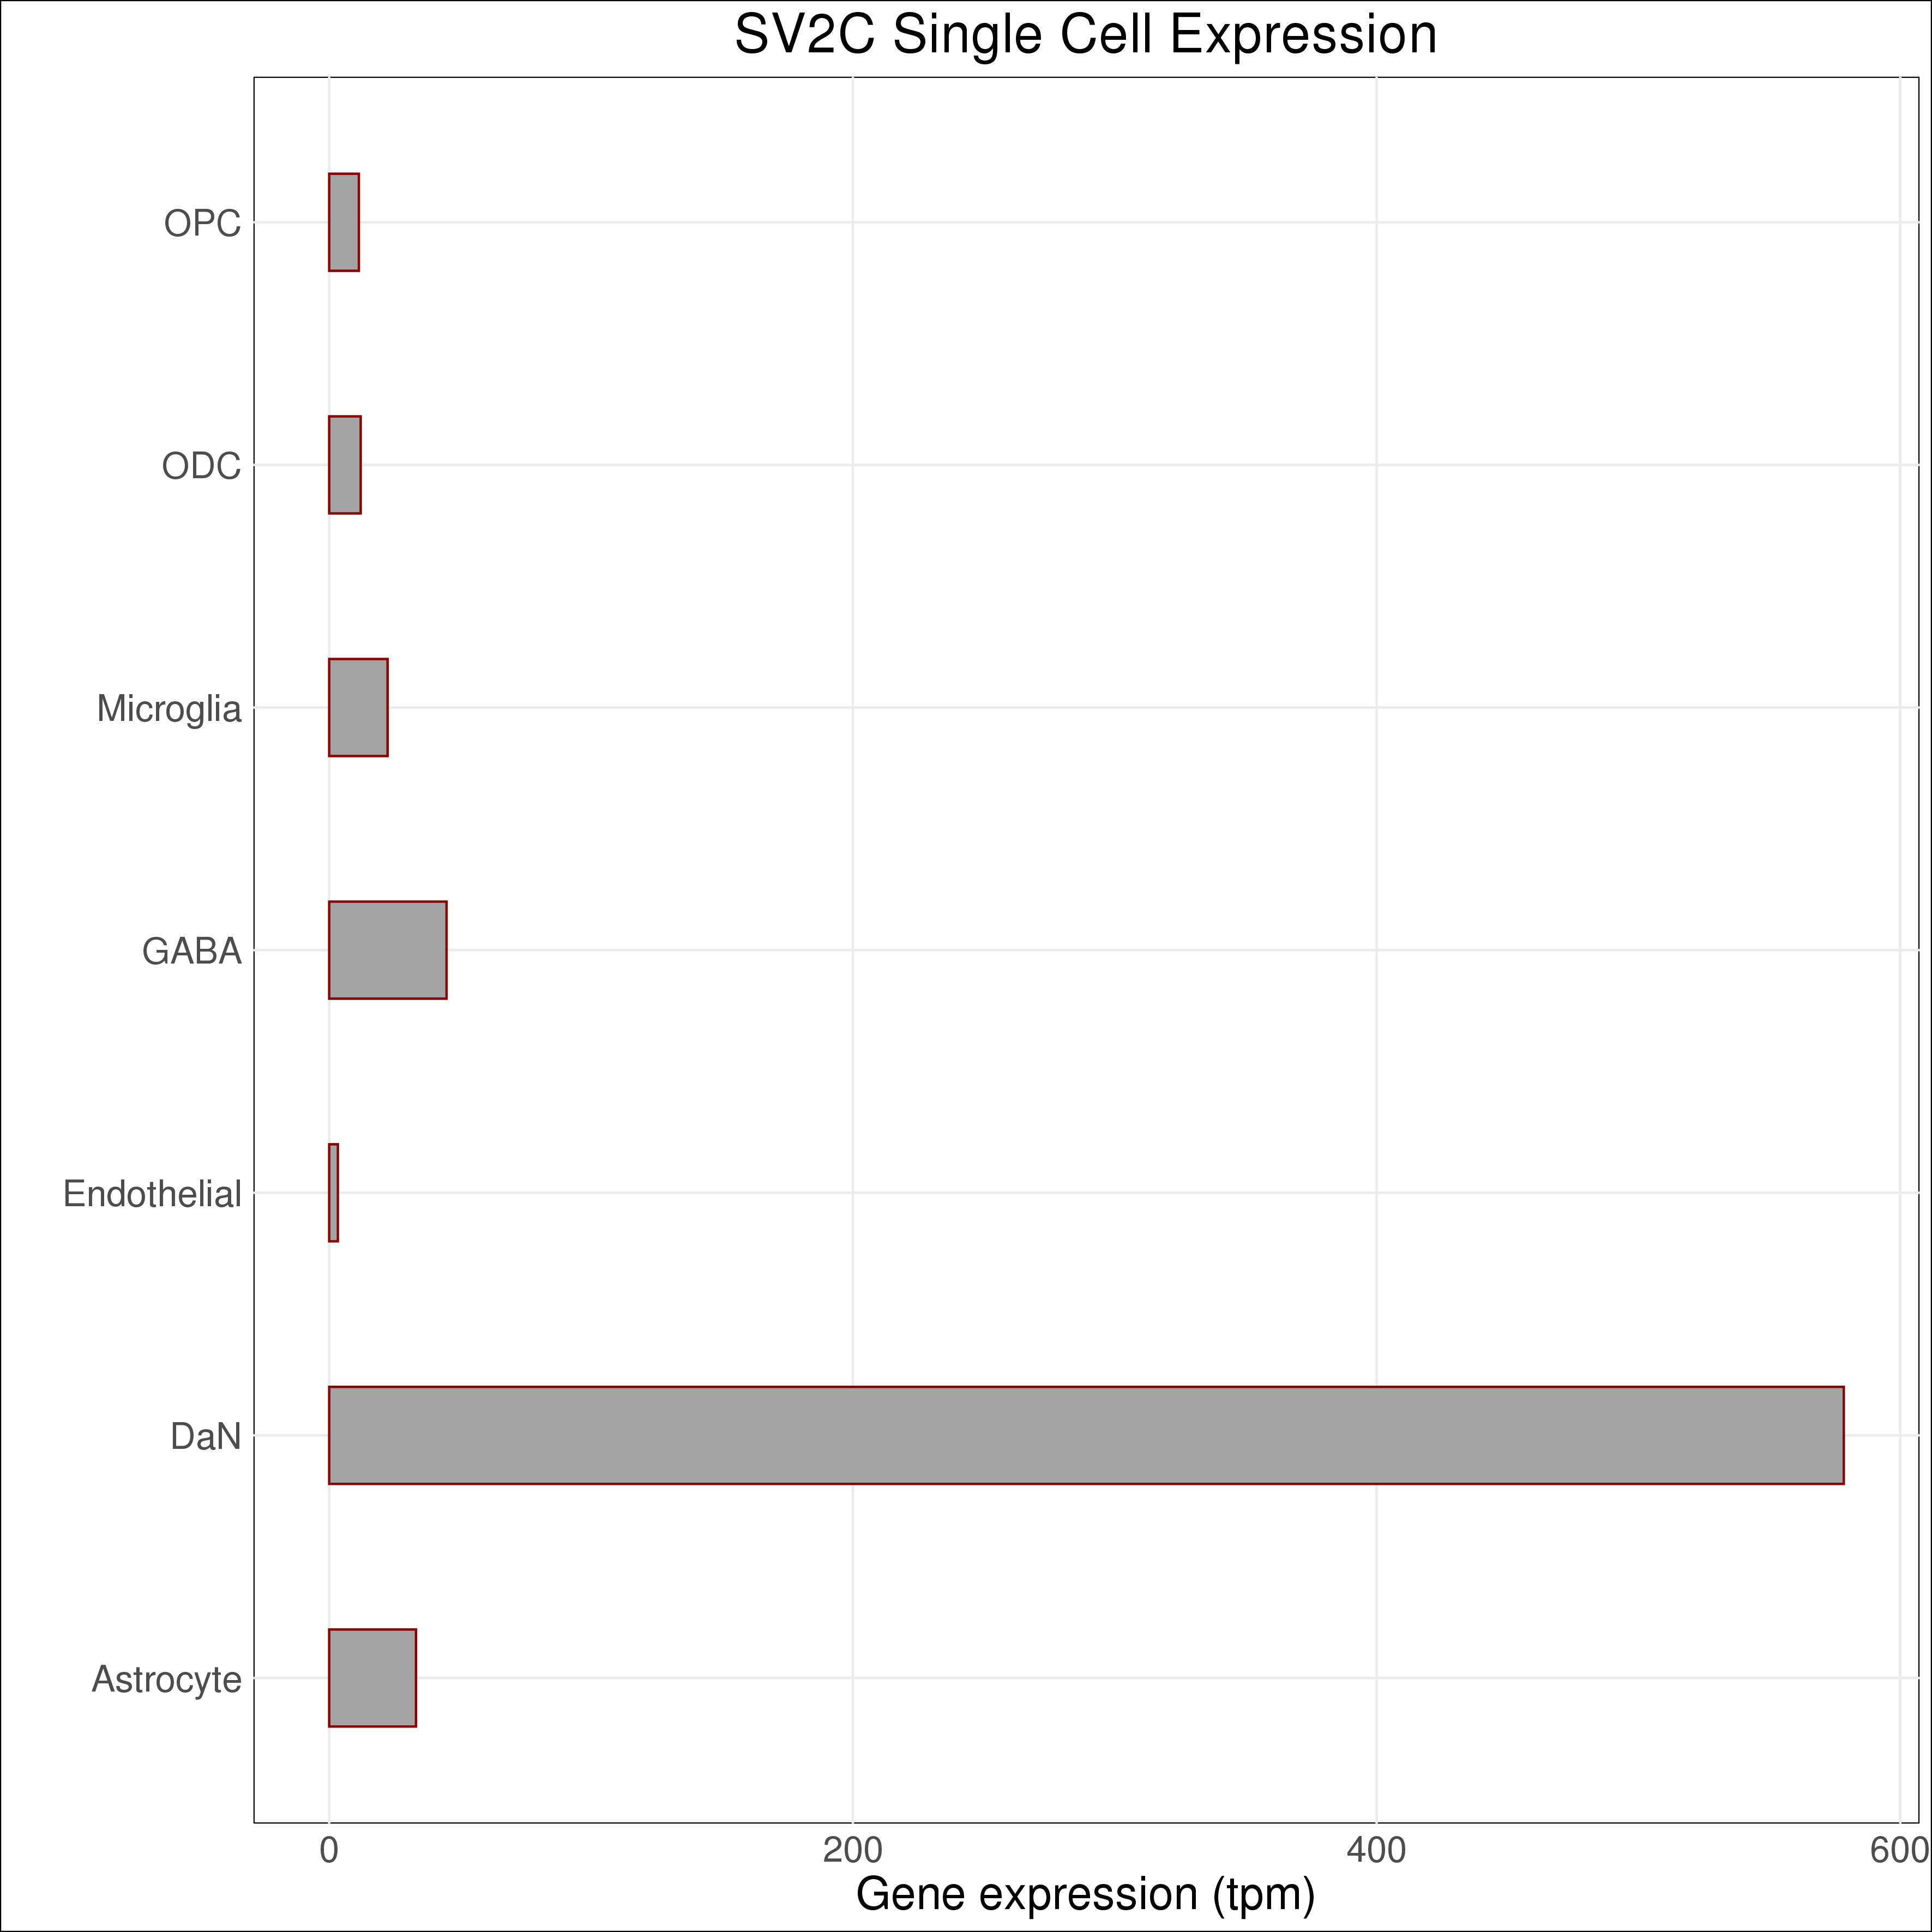 SV2C Single Cell Expression
OPC
ODC
Microglia
GABA
Endothelial
DaN
Astrocyte
0 200 400 600
Gene expression (tpm)